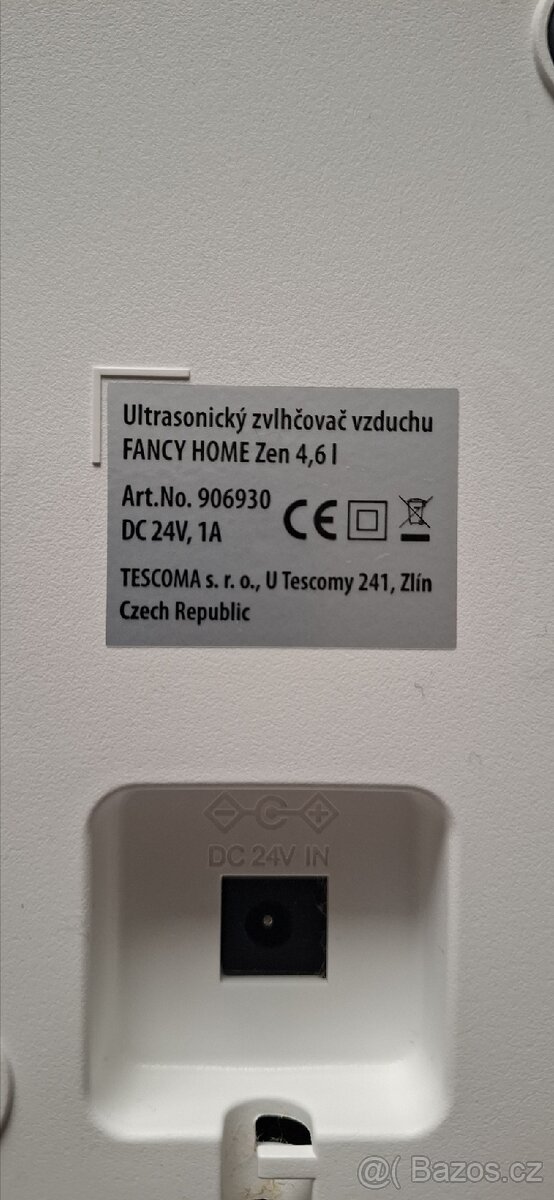 Ultrasonický zvlhčovač vzduchu
FANCY HOME Zen 4,6 l
Art.No. 906930
DC 24V, 1A
CE
TESCOMA s. r. o., U Tescomy 241, Zlín
Czech Republic
DC 24V IN
@( Bazos.cz